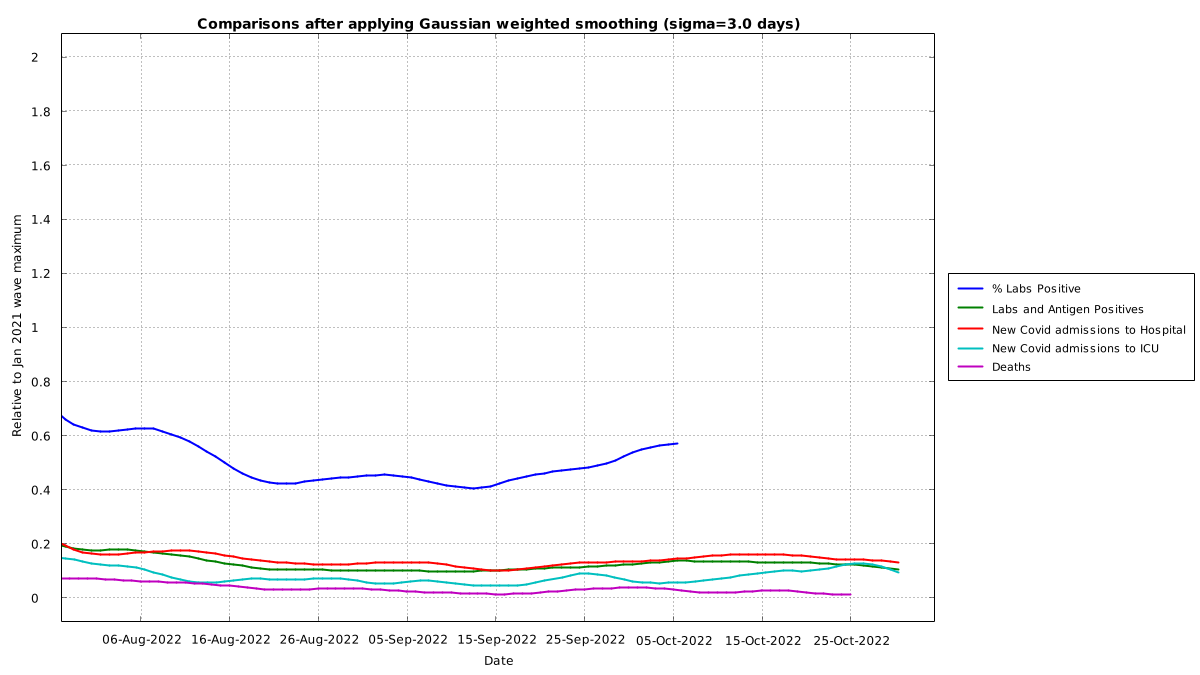 Comparisons after applying Gaussian weighted smoothing (sigma=3.0 days)
Relative to Jan 2021 wave maximum
2
1.8
1.6
1.4
1.2
1
0.8
0.6
0.4
0.2
0
06-Aug-2022 16-Aug-2022 26-Aug-2022 05-Sep-2022 15-Sep-2022 25-Sep-2022 05-Oct-2022 15-Oct-2022 25-Oct-2022
Date
% Labs Positive
Labs and Antigen Positives
New Covid admissions to Hospital
New Covid admissions to ICU
Deaths